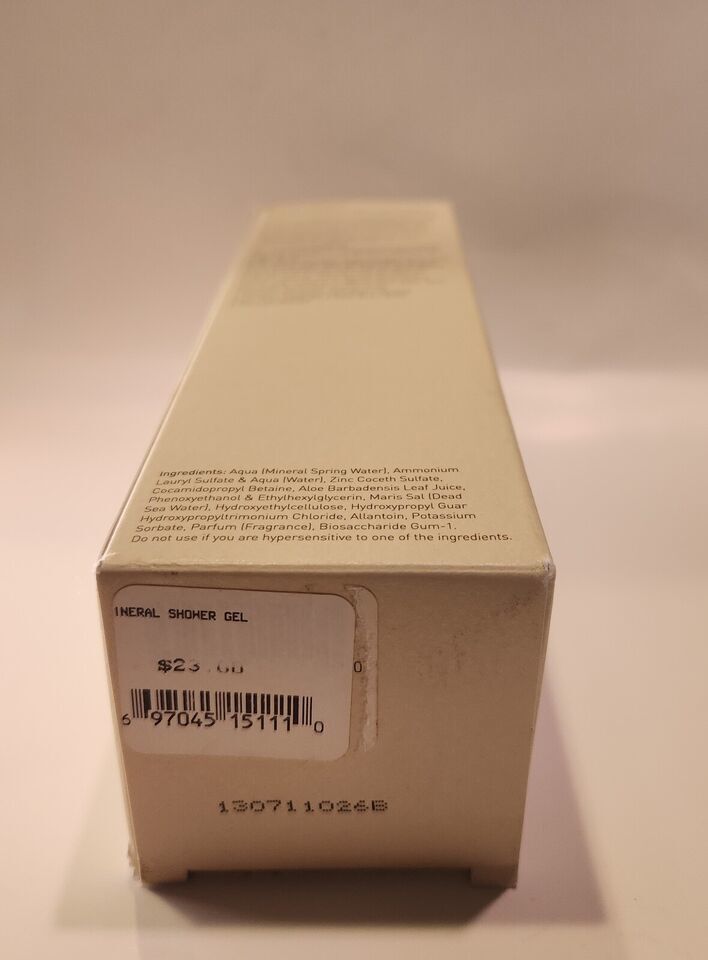 Ingredients: Aqua (Mineral Spring Water), Ammonium
Lauryl Sulfate & Aqua (Water), Zinc Coceth Sulfate,
Cocamidopropyl Betaine, Aloe Barbadensis Leaf Juice,
Phenoxyethanol & Ethylhexylglycerin, Maris Sal (Dead
Sea Water), Hydroxyethylcellulose, Hydroxypropyl Guar
Hydroxypropyltrimonium Chloride, Allantoin, Potassium
Sorbate, Parfum (Fragrance), Biosaccharide Gum-1.
Do not use if you are hypersensitive to one of the ingredients.
INERAL SHOWER GEL
$23.00
0
6 97045 15111 0
130711026B